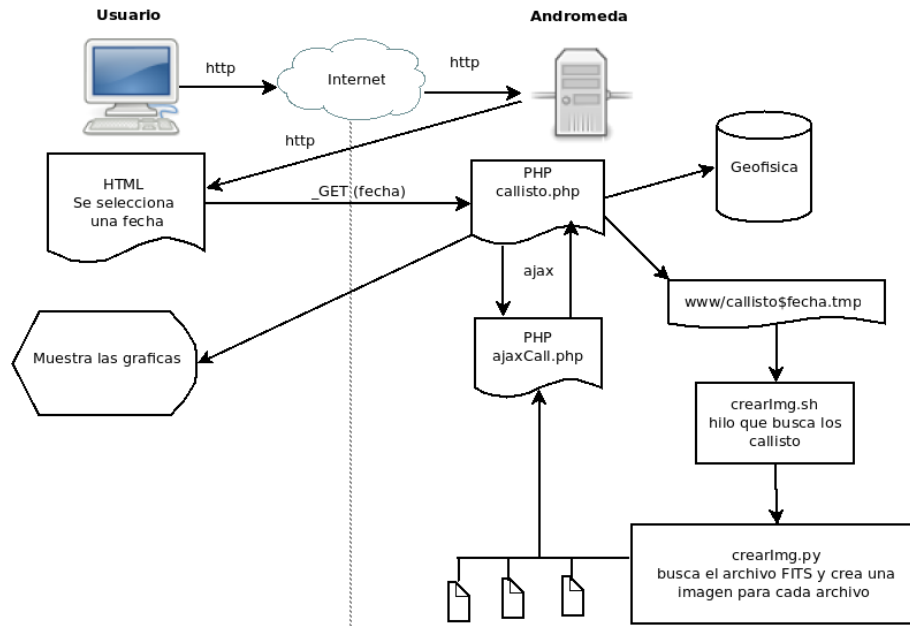 Usuario
Andromeda
http
Internet
http
http
HTML
Se selecciona
una fecha
_GET (fecha)
PHP
callisto.php
Geofisica
ajax
www/callisto$fecha.tmp
Muestra las graficas
PHP
ajaxCall.php
crearImg.sh
hilo que busca los
callisto
crearImg.py
busca el archivo FITS y crea una
imagen para cada archivo